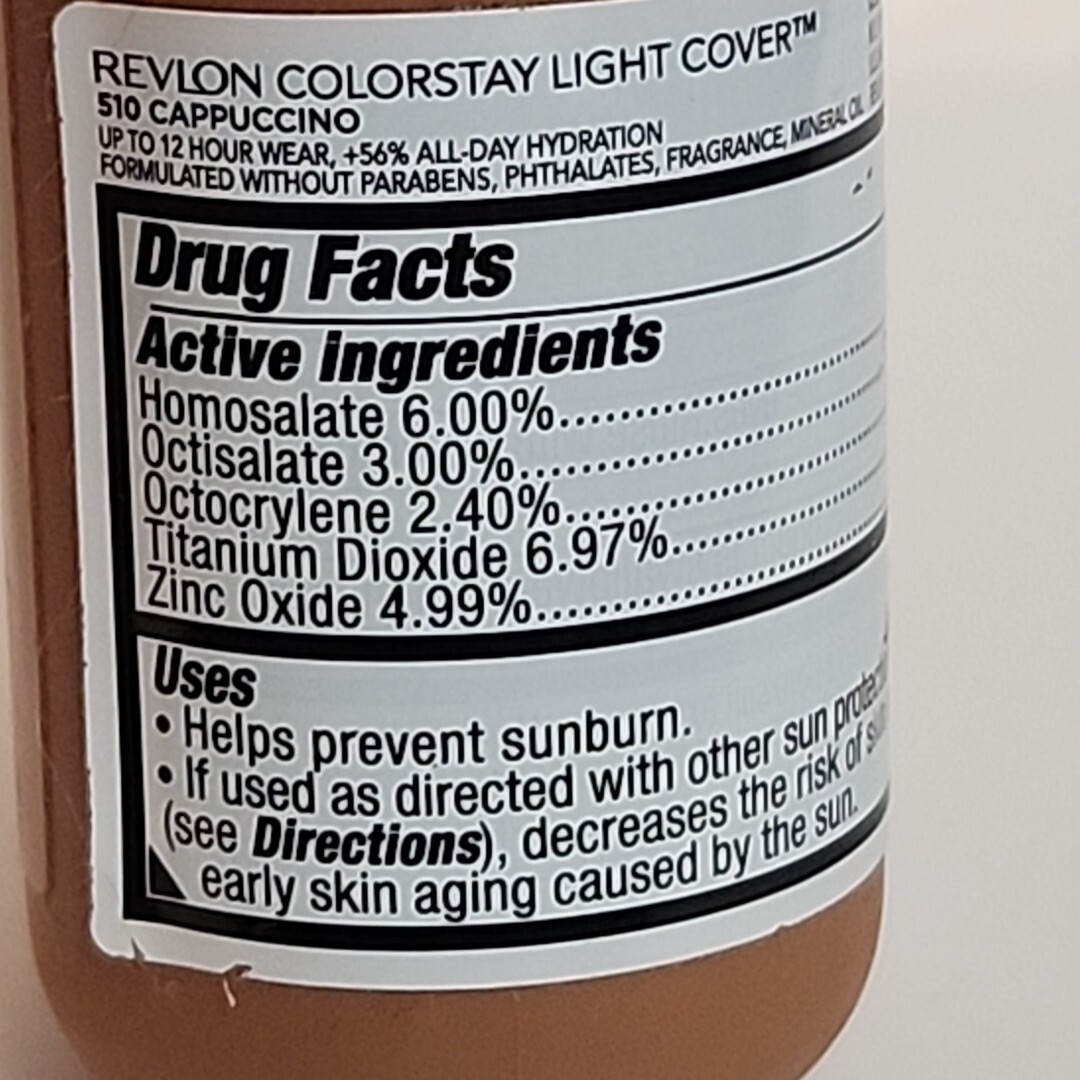 REVLON COLORSTAY LIGHT COVER™
510 CAPPUCCINO
UP TO 12 HOUR WEAR, +56% ALL-DAY HYDRATION
FORMULATED WITHOUT PARABENS, PHTHALATES, FRAGRANCE, MINERAL OIL
Drug Facts
Active ingredients
Homosalate 6.00%
Octisalate 3.00%
Octocrylene 2.40%
Titanium Dioxide 6.97%
Zinc Oxide 4.99%
Uses
• Helps prevent sunburn.
• If used as directed with other sun
(see Directions), decreases the risk of
early skin aging caused by the sun.